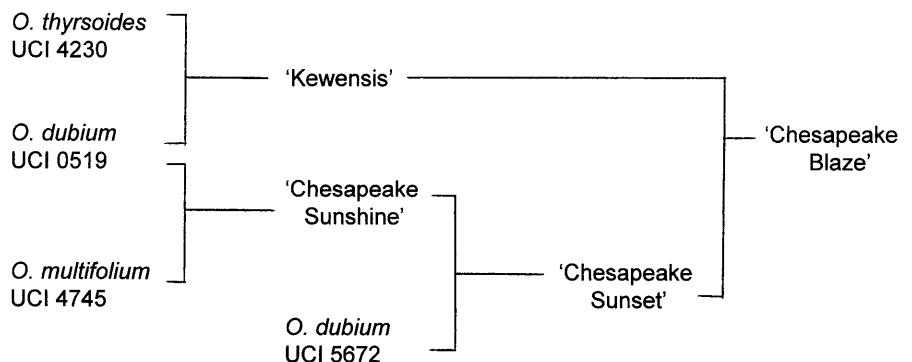 O. thyrsoides
UCI 4230
‘Kewensis’
O. dubium
UCI 0519
‘Chesapeake
Blaze’
‘Chesapeake
Sunshine’
O. multifolium
UCI 4745
‘Chesapeake
Sunset’
O. dubium
UCI 5672